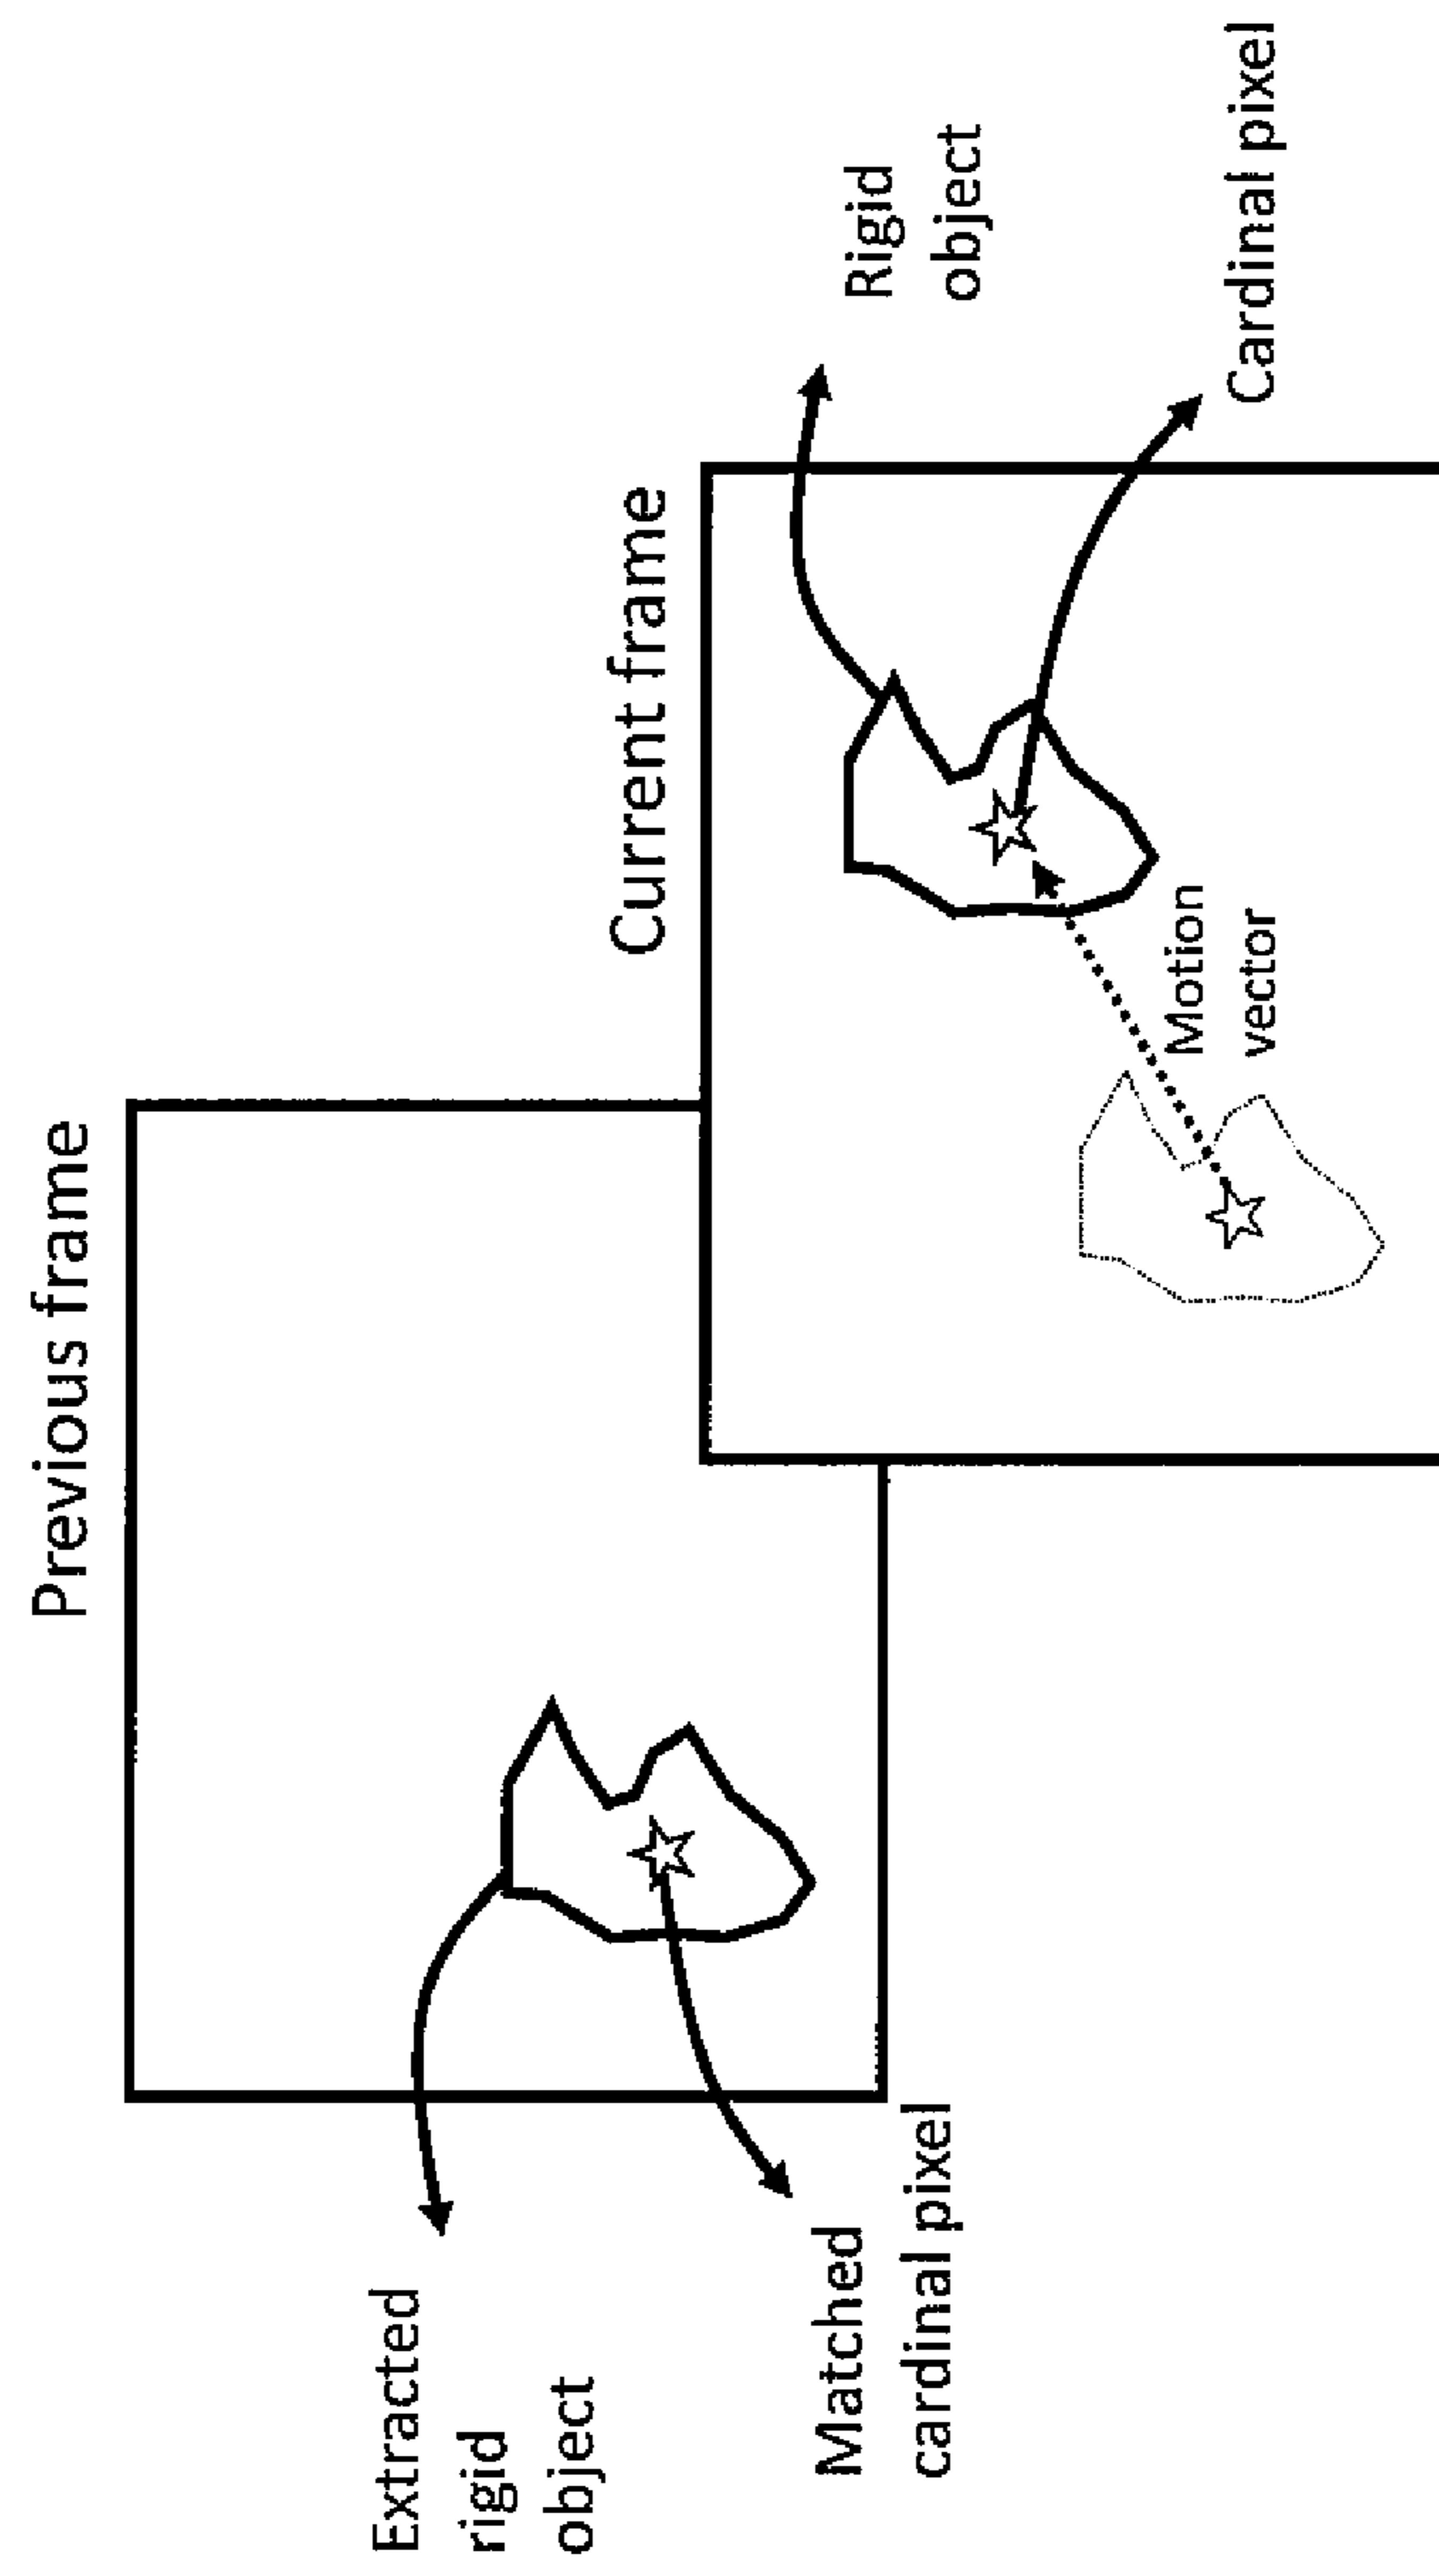 Previous frame
Current frame
Extracted
rigid
object
Matched
cardinal pixel
Rigid
object
Cardinal pixel
Motion
vector